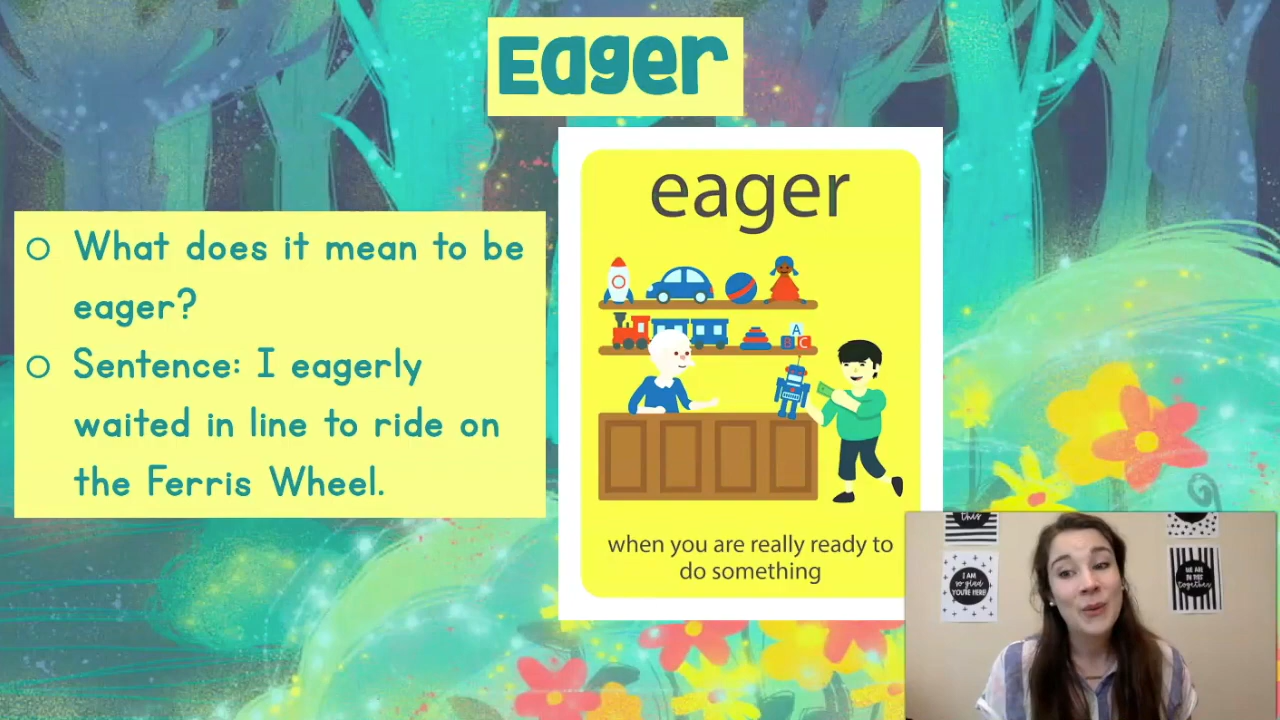 Eager
What does it mean to be
eager?
Sentence: I eagerly
waited in line to ride on
the Ferris Wheel.
eager
A
B C
when you are really ready to
do something
this
I AM
so glad
YOU'RE HERE!
WE ARE
IN THIS
together